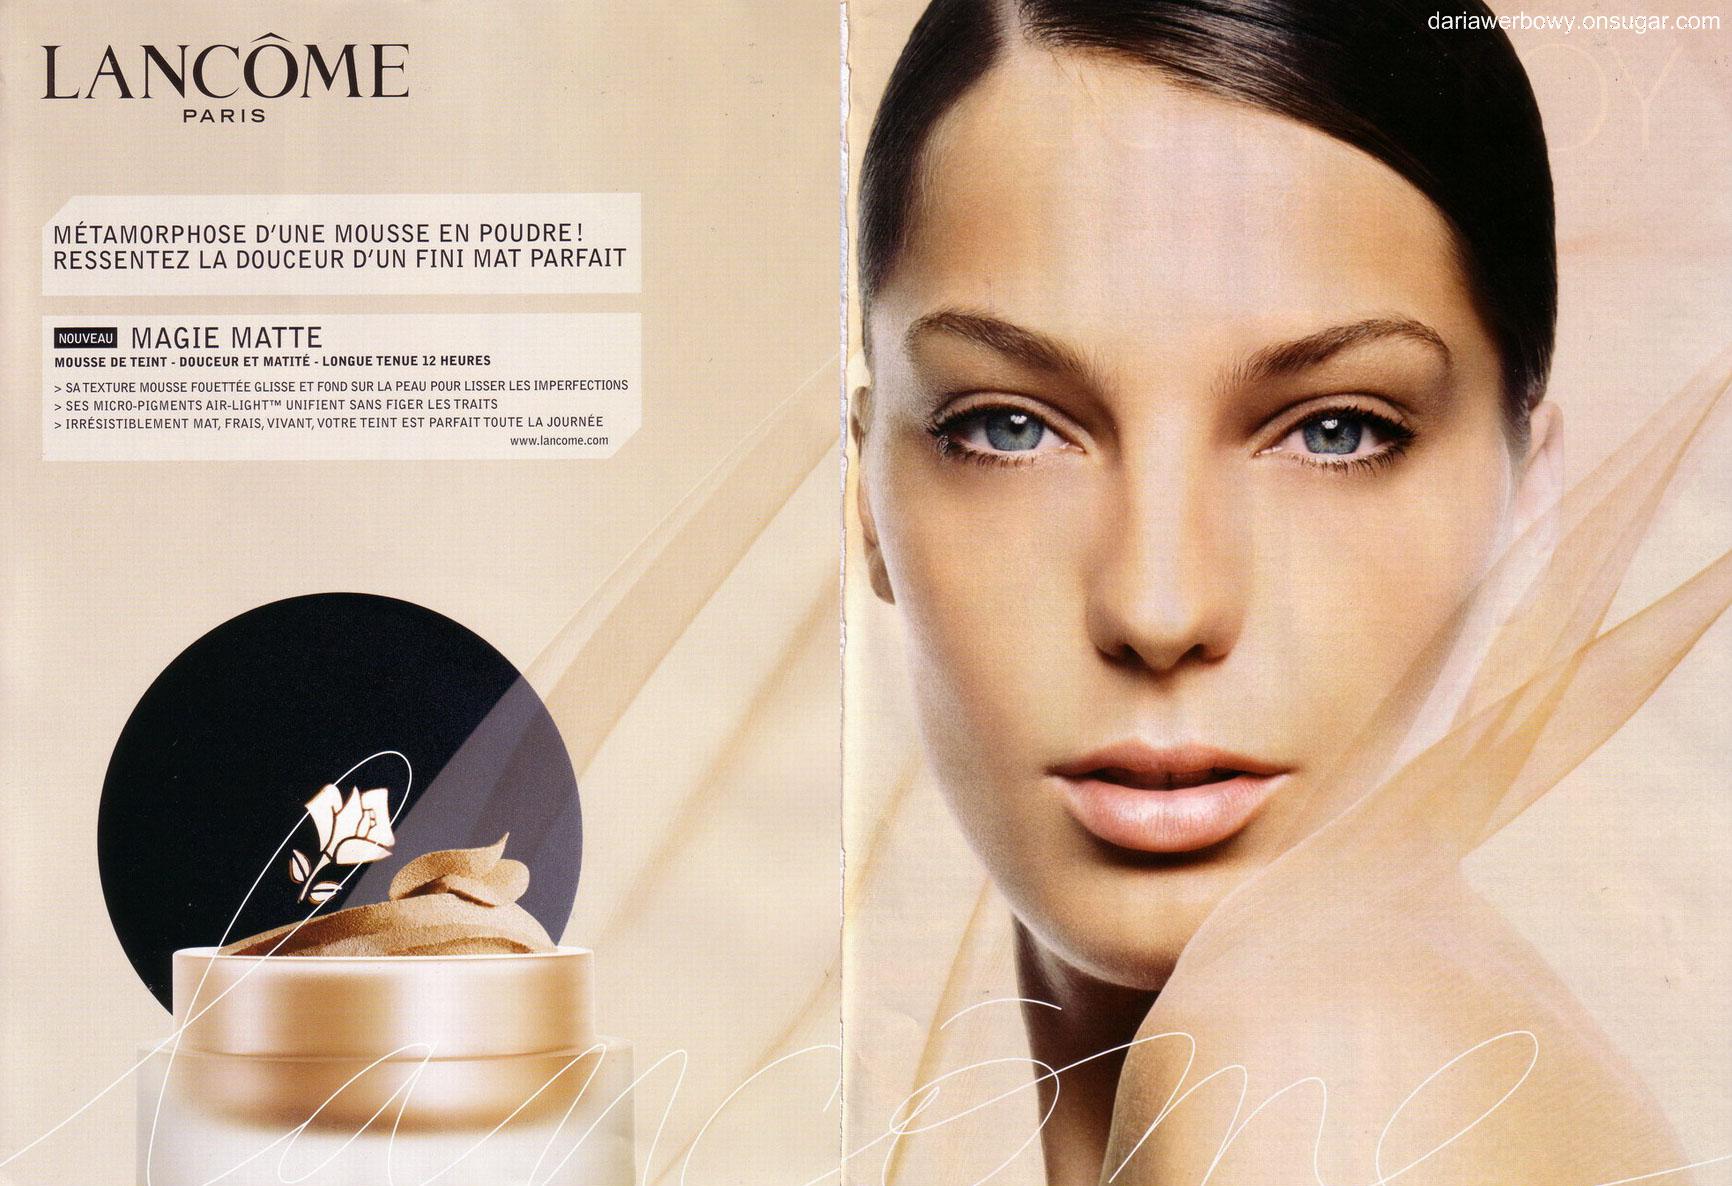 LANCÔME
PARIS
MÉTAMORPHOSE D'UNE MOUSSE EN POUDRE!
RESSENTEZ LA DOUCEUR D'UN FINI MAT PARFAIT
NOUVEAU MAGIE MATTE
MOUSSE DE TEINT - DOUCEUR ET MATITÉ - LONGUE TENUE 12 HEURES
> SA TEXTURE MOUSSE FOUETTÉE GLISSE ET FOND SUR LA PEAU POUR LISSER LES IMPERFECTIONS
> SES MICRO-PIGMENTS AIR-LIGHT™ UNIFIENT SANS FIGER LES TRAITS
> IRRÉSISTIBLEMENT MAT, FRAIS, VIVANT, VOTRE TEINT EST PARFAIT TOUTE LA JOURNÉE
www.lancome.com
Lancôme
dariawerbowy.onsugar.com